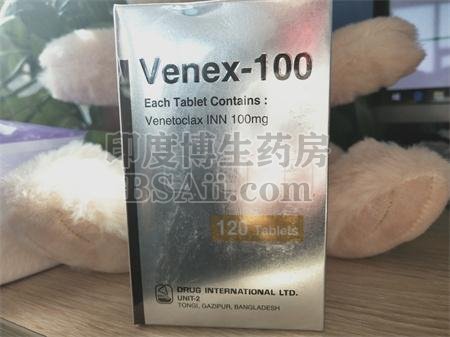 Venex-100
Each Tablet Contains :
Venetoclax INN 100mg
印度博生药房
BSAii.com
120 Tablets
DRUG INTERNATIONAL LTD.
UNIT-2
TONGI, GAZIPUR, BANGLADESH